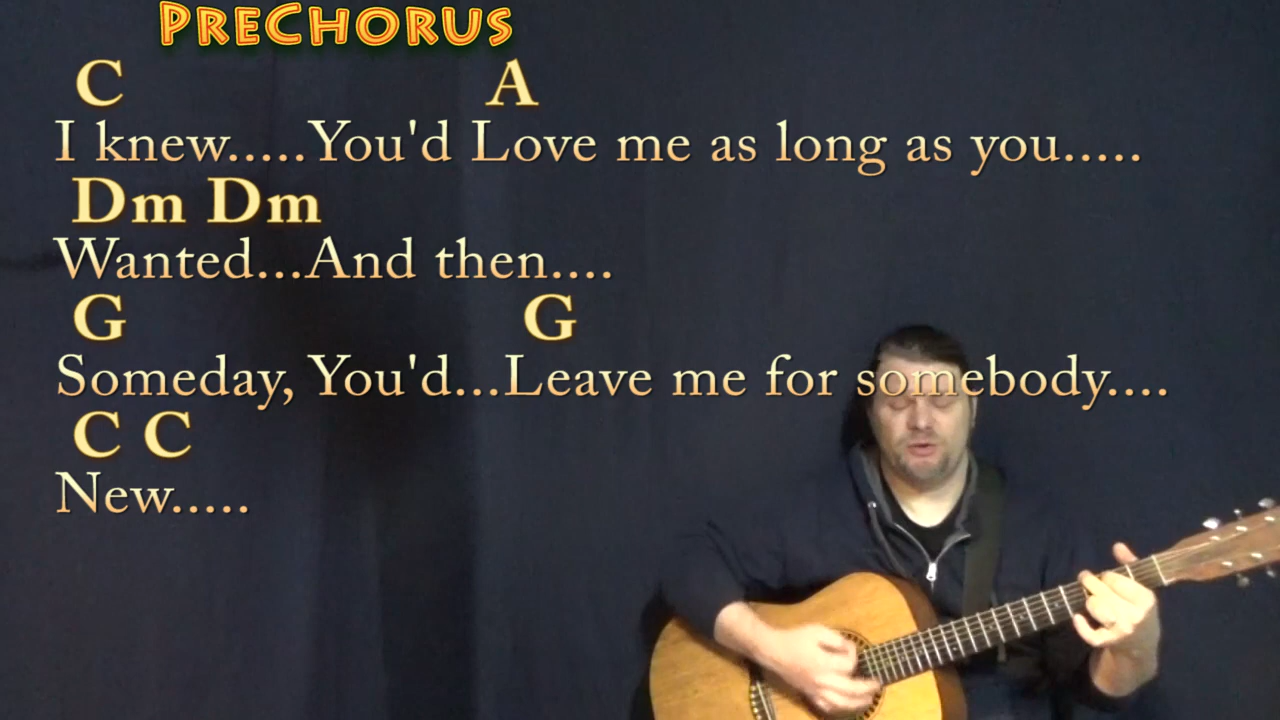 PRECHORUS
C A
I knew.....You'd Love me as long as you.....
Dm Dm
Wanted...And then....
G G
Someday, You'd...Leave me for somebody....
C C
New.....